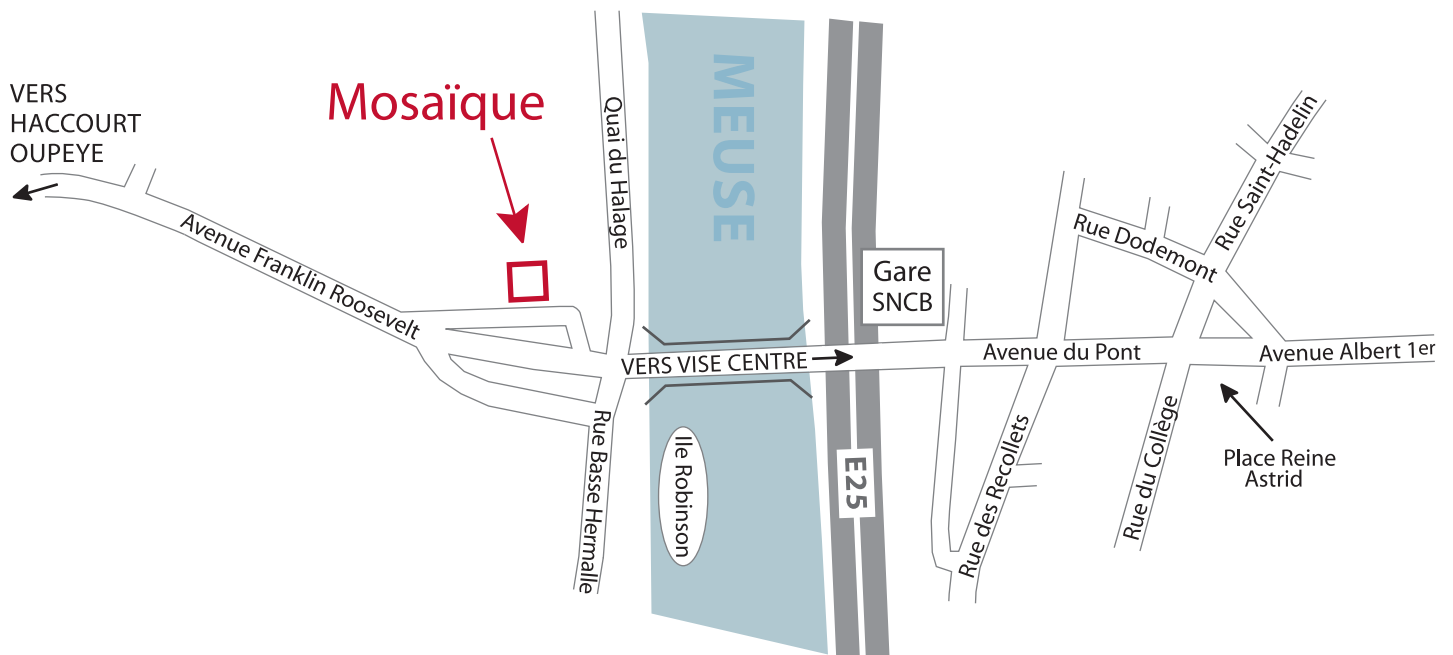 VERS
HACCOURT
OUPEYE
Mosaïque
Avenue Franklin Roosevelt
Quai du Halage
MEUSE
VERS VISE CENTRE
Rue Basse Hermalle
Ile Robinson
E25
Gare
SNCB
Avenue du Pont
Rue des Recollets
Rue Dodemont
Rue Saint-Hadelin
Rue du Collège
Avenue Albert 1er
Place Reine
Astrid